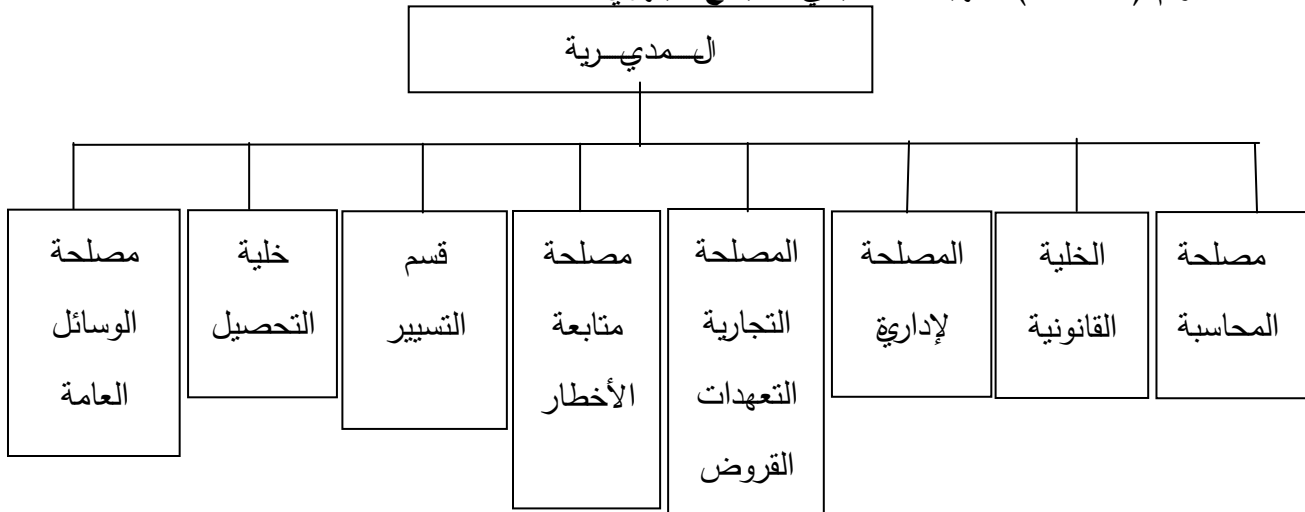 المديرية
مصلحة
المحاسبة
الخلية
القانونية
المصلحة
لإدارية
المصلحة
التجارية
التعهدات
القروض
مصلحة
متابعة
الأخطار
قسم
التسيير
خلية
التحصيل
مصلحة
الوسائل
العامة